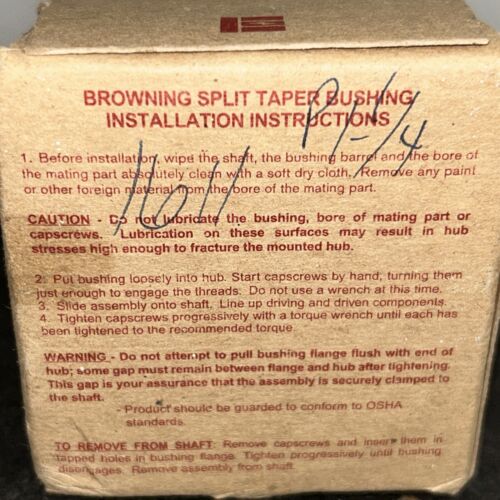 BROWNING SPLIT TAPER BUSHING
INSTALLATION INSTRUCTIONS
P1-1/4
1611
1. Before installation, wipe the shaft, the bushing barrel and the bore of
the mating part absolutely clean with a soft dry cloth. Remove any paint
or other foreign material from the bore of the mating part.
CAUTION - Do not lubricate the bushing, bore of mating part or
capscrews. Lubrication on these surfaces may result in hub
stresses high enough to fracture the mounted hub.
2. Put bushing loosely into hub. Start capscrews by hand, turning them
just enough to engage the threads. Do not use a wrench at this time.
3. Slide assembly onto shaft. Line up driving and driven components.
4. Tighten capscrews progressively with a torque wrench until each has
been tightened to the recommended torque.
WARNING - Do not attempt to pull bushing flange flush with end of
hub; some gap must remain between flange and hub after tightening.
This gap is your assurance that the assembly is securely clamped to
the shaft.
- Product should be guarded to conform to OSHA
standards.
TO REMOVE FROM SHAFT: Remove capscrews and insert them in
tapped holes in bushing flange. Tighten progressively until bushing
disengages. Remove assembly from shaft.